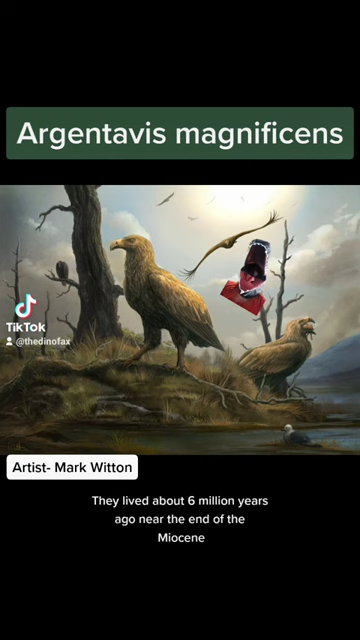 Argentavis magnificens
TikTok
@thedinofax
Artist- Mark Witton
They lived about 6 million years
ago near the end of the
Miocene